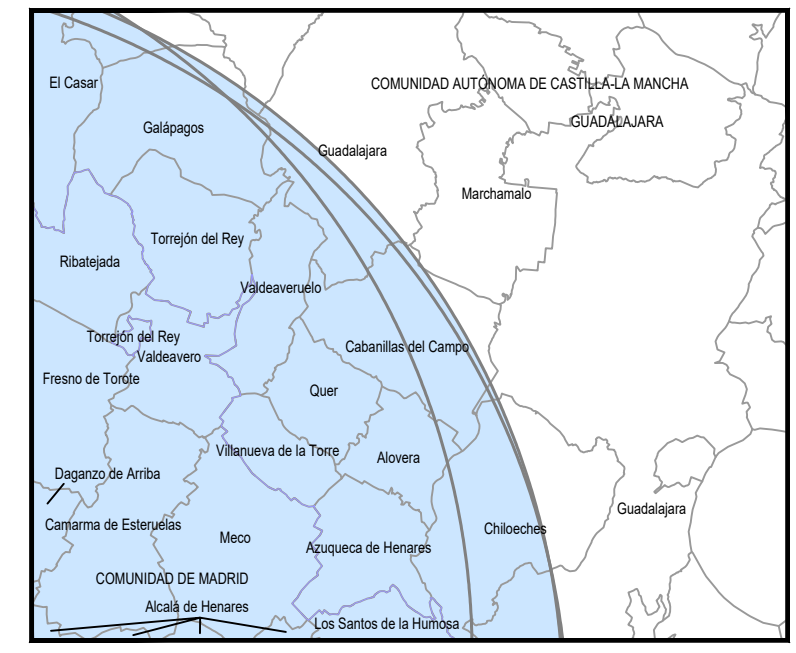 El Casar
COMUNIDAD AUTÓNOMA DE CASTILLA-LA MANCHA
GUADALAJARA
Galápagos
Guadalajara
Marchamalo
Torrejón del Rey
Ribatejada
Valdeaveruelo
Torrejón del Rey
Cabanillas del Campo
Valdeavero
Fresno de Torote
Quer
Villanueva de la Torre
Alovera
Daganzo de Arriba
Guadalajara
Camarma de Esteruelas
Chiloeches
Meco
Azuqueca de Henares
COMUNIDAD DE MADRID
Alcalá de Henares
Los Santos de la Humosa